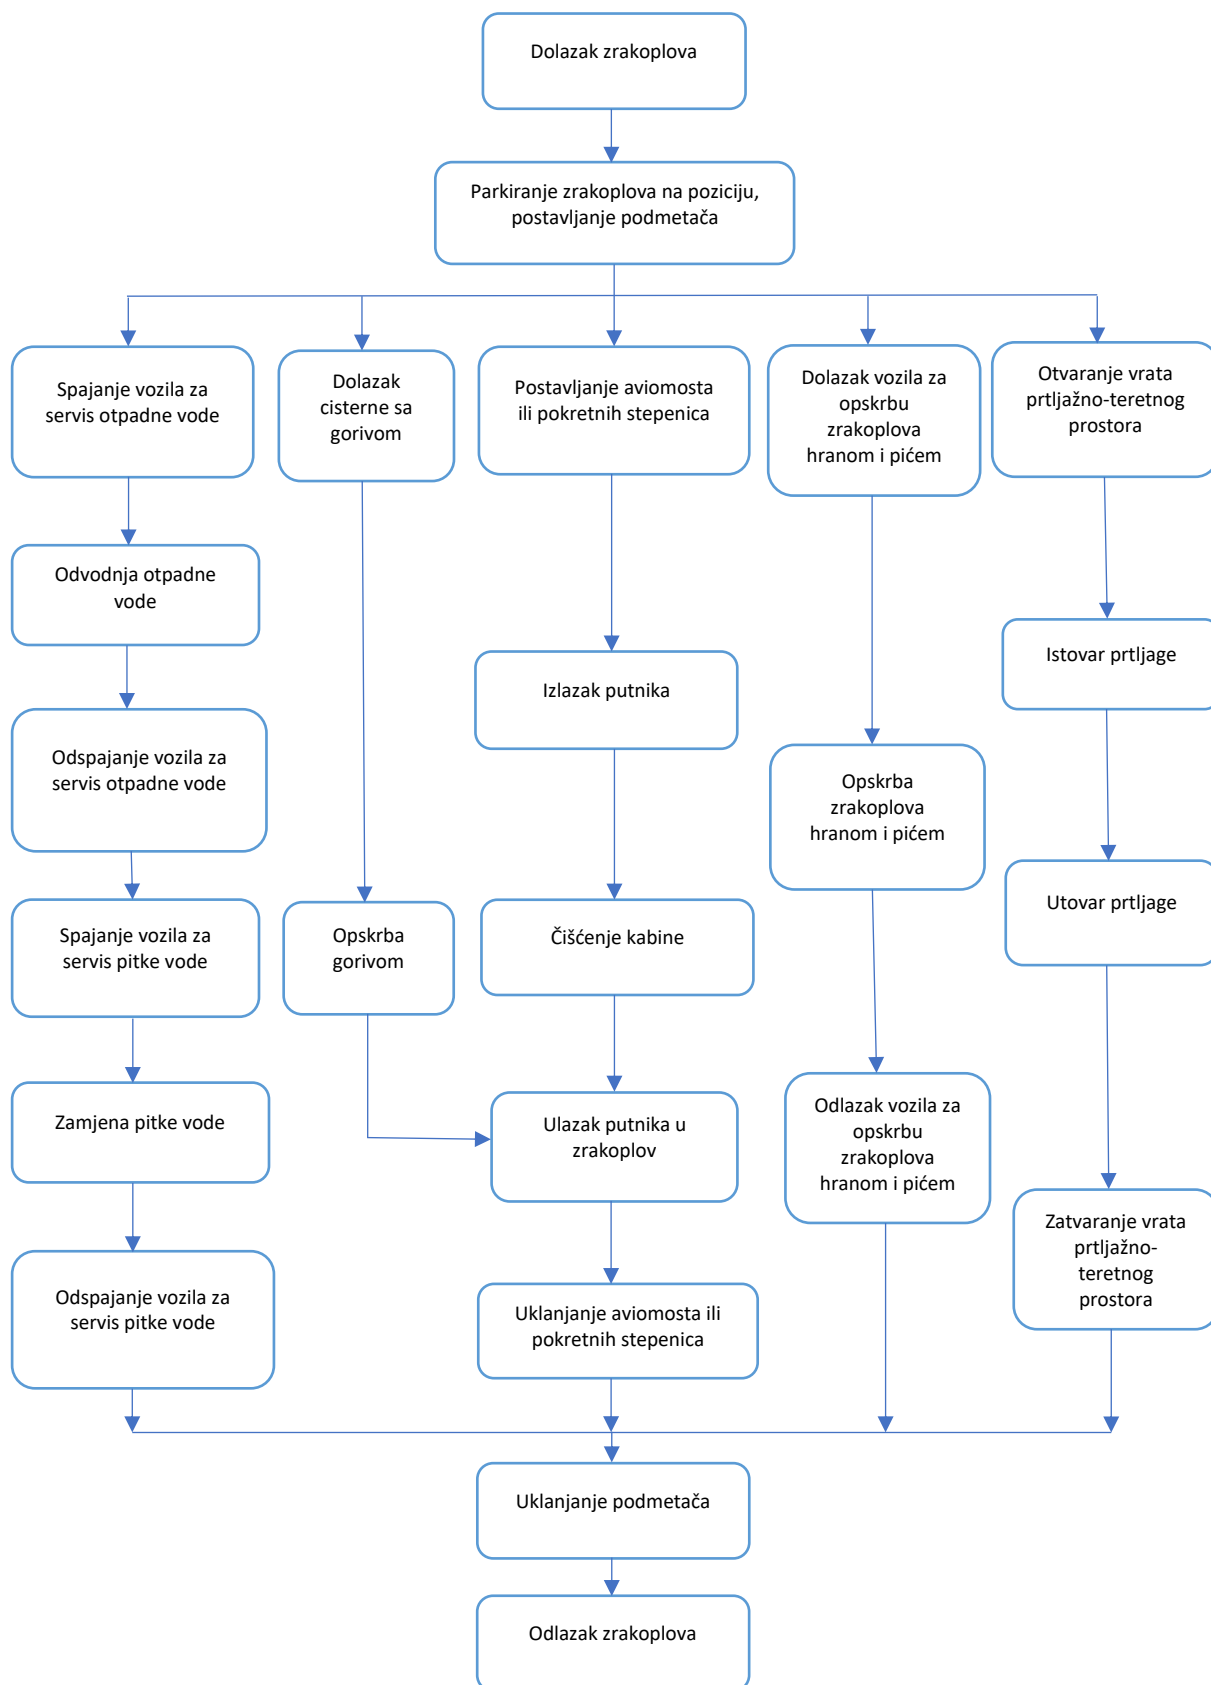 Dolazak zrakoplova
Parkiranje zrakoplova na poziciju,
postavljanje podmetača
Spajanje vozila za
servis otpadne vode
Dolazak
cisterne sa
gorivom
Postavljanje aviomosta
ili pokretnih stepenica
Dolazak vozila za
opskrbu
zrakoplova
hranom i pićem
Otvaranje vrata
prtljažno-teretnog
prostora
Odvodnja otpadne
vode
Izlazak putnika
Istovar prtljage
Odspajanje vozila za
servis otpadne vode
Opskrba
zrakoplova
hranom i pićem
Utovar prtljage
Spajanje vozila za
servis pitke vode
Opskrba
gorivom
Čišćenje kabine
Zamjena pitke vode
Ulazak putnika u
zrakoplov
Odlazak vozila za
opskrbu
zrakoplova
hranom i pićem
Zatvaranje vrata
prtljažno-
teretnog
prostora
Odspajanje vozila za
servis pitke vode
Uklanjanje aviomosta ili
pokretnih stepenica
Uklanjanje podmetača
Odlazak zrakoplova